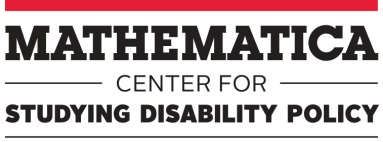 MATHEMATICA
CENTER FOR
STUDYING DISABILITY POLICY